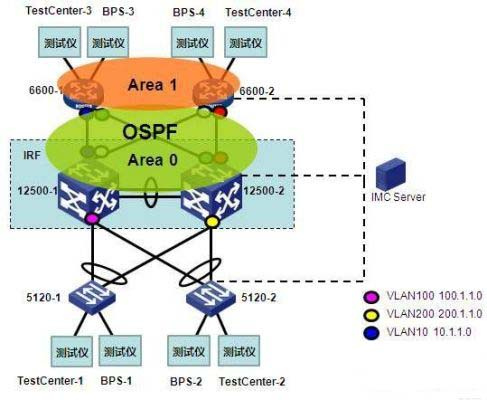 TestCenter-3
BPS-3
BPS-4
TestCenter-4
测试仪
测试仪
测试仪
测试仪
6600-1
Area 1
6600-2
OSPF
Area 0
IRF
12500-1
12500-2
IMC Server
5120-1
5120-2
VLAN100 100.1.1.0
VLAN200 200.1.1.0
VLAN10 10.1.1.0
测试仪
测试仪
测试仪
测试仪
TestCenter-1
BPS-1
BPS-2
TestCenter-2